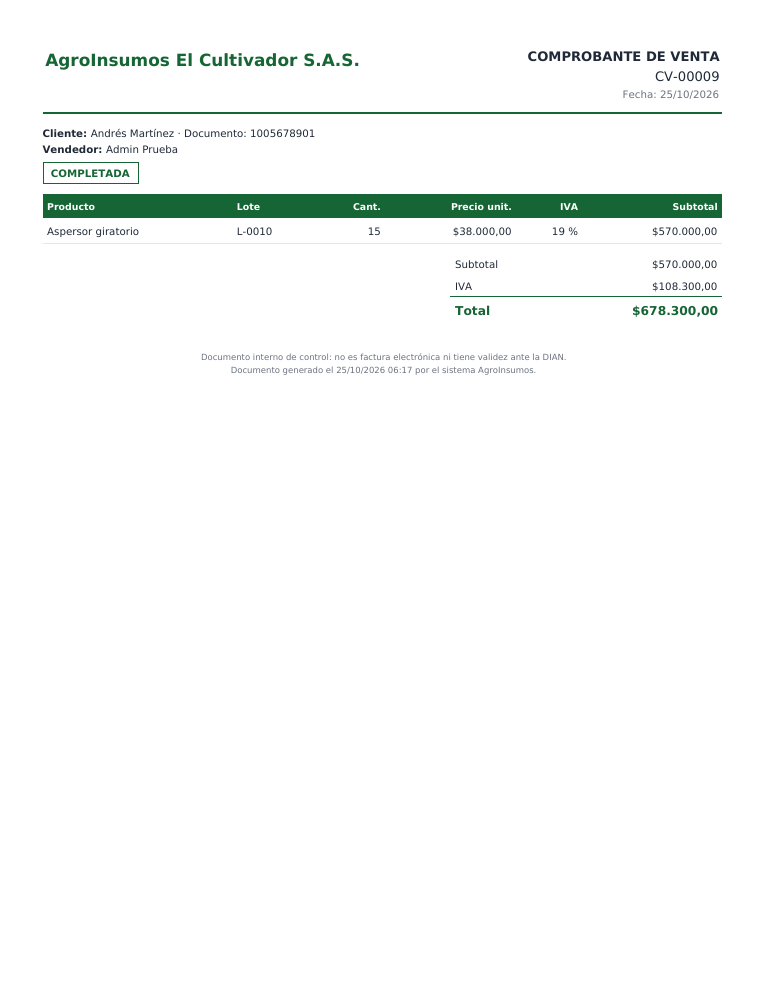 AgroInsumos El Cultivador S.A.S.
COMPROBANTE DE VENTA
CV-00009
Fecha: 25/10/2026
Cliente: Andrés Martínez · Documento: 1005678901
Vendedor: Admin Prueba
COMPLETADA
Producto Lote Cant. Precio unit. IVA Subtotal
Aspersor giratorio L-0010 15 $38.000,00 19 % $570.000,00
Subtotal $570.000,00
IVA $108.300,00
Total $678.300,00
Documento interno de control: no es factura electrónica ni tiene validez ante la DIAN.
Documento generado el 25/10/2026 06:17 por el sistema AgroInsumos.